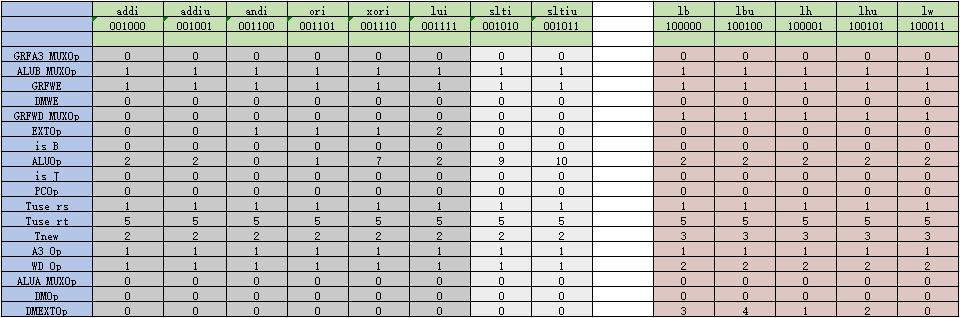 addi addiu andi ori xori lui slti sltiu lb lbu lh lhu lw
001000 001001 001100 001101 001110 001111 001010 001011 100000 100100 100001 100101 100011
GRFA3 MUXOp 0 0 0 0 0 0 0 0 0 0 0 0 0
ALUB MUXOp 1 1 1 1 1 1 1 1 1 1 1 1 1
GRFWE 1 1 1 1 1 1 1 1 1 1 1 1 1
DMWE 0 0 0 0 0 0 0 0 0 0 0 0 0
GRFWD MUXOp 0 0 0 0 0 0 0 0 1 1 1 1 1
EXTOp 0 0 1 1 1 2 0 0 0 0 0 0 0
is B 0 0 0 0 0 0 0 0 0 0 0 0 0
ALUOp 2 2 0 1 7 2 9 10 2 2 2 2 2
is J 0 0 0 0 0 0 0 0 0 0 0 0 0
PCOp 0 0 0 0 0 0 0 0 0 0 0 0 0
Tuse rs 1 1 1 1 1 1 1 1 1 1 1 1 1
Tuse rt 5 5 5 5 5 5 5 5 5 5 5 5 5
Tnew 2 2 2 2 2 2 2 2 3 3 3 3 3
A3 Op 1 1 1 1 1 1 1 1 1 1 1 1 1
WD Op 1 1 1 1 1 1 1 1 2 2 2 2 2
ALUA MUXOp 0 0 0 0 0 0 0 0 0 0 0 0 0
DMOp 0 0 0 0 0 0 0 0 0 0 0 0 0
DMEXTOp 0 0 0 0 0 0 0 0 3 4 1 2 0